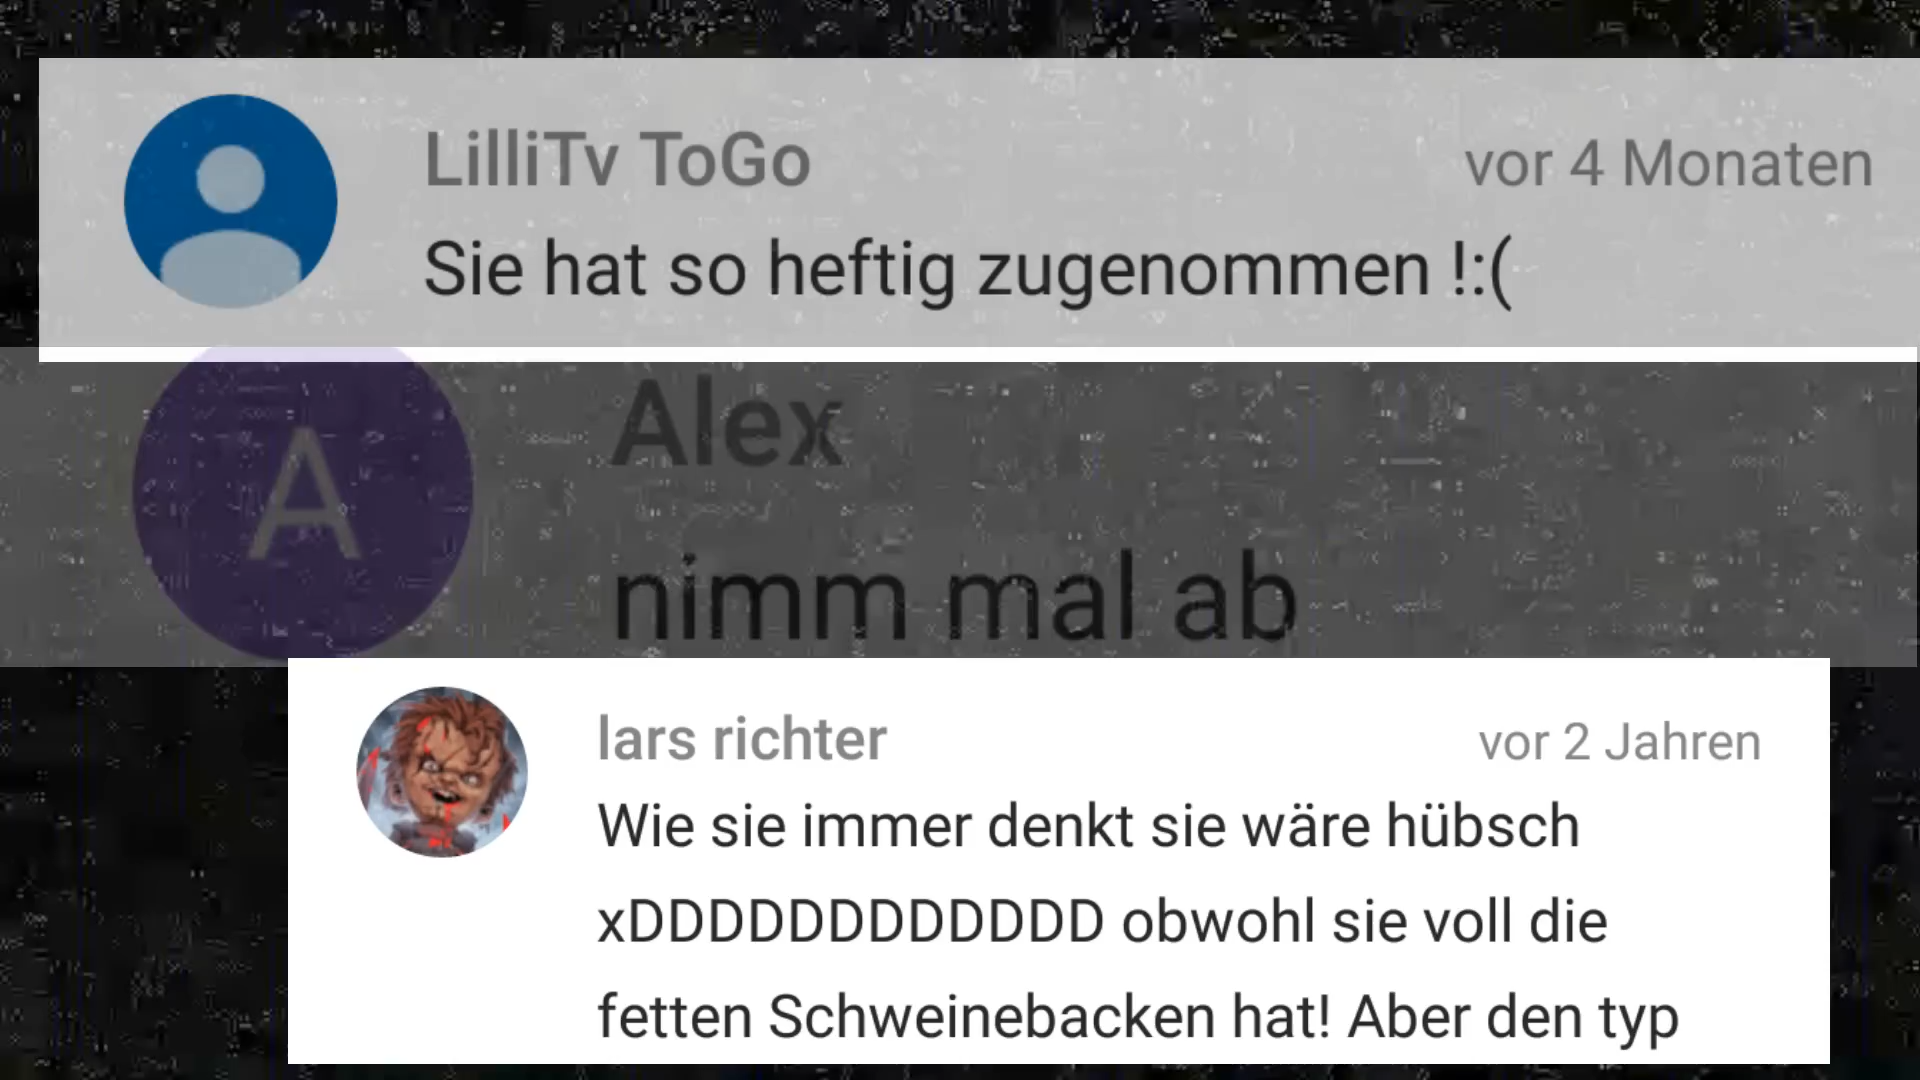 LilliTv ToGo vor 4 Monaten
Sie hat so heftig zugenommen !:(
A
Alex
nimm mal ab
lars richter vor 2 Jahren
Wie sie immer denkt sie wäre hübsch
xDDDDDDDDDDDD obwohl sie voll die
fetten Schweinebacken hat! Aber den typ